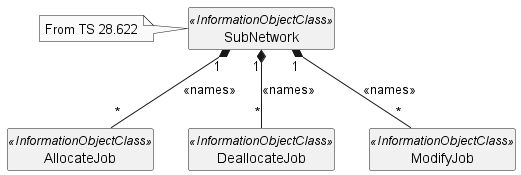 From TS 28.622
«InformationObjectClass»
SubNetwork
1 1 1
«names» «names» «names»
* * *
«InformationObjectClass» «InformationObjectClass» «InformationObjectClass»
AllocateJob DeallocateJob ModifyJob